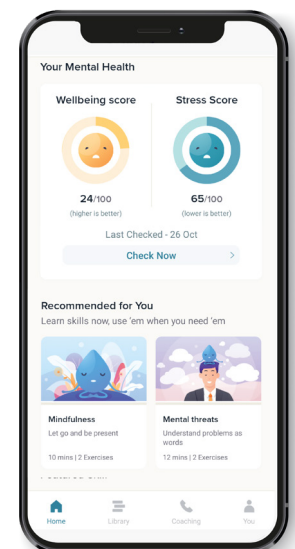 Your Mental Health
Wellbeing score
Stress Score
24/100
65/100
(higher is better)
(lower is better)
Last Checked - 26 Oct
Check Now
Recommended for You
Learn skills now, use 'em when you need 'em
Mindfulness
Mental threats
Let go and be present
Understand problems as
words
10 mins | 2 Exercises
12 mins | 2 Exercises
Home
Library
Coaching
You